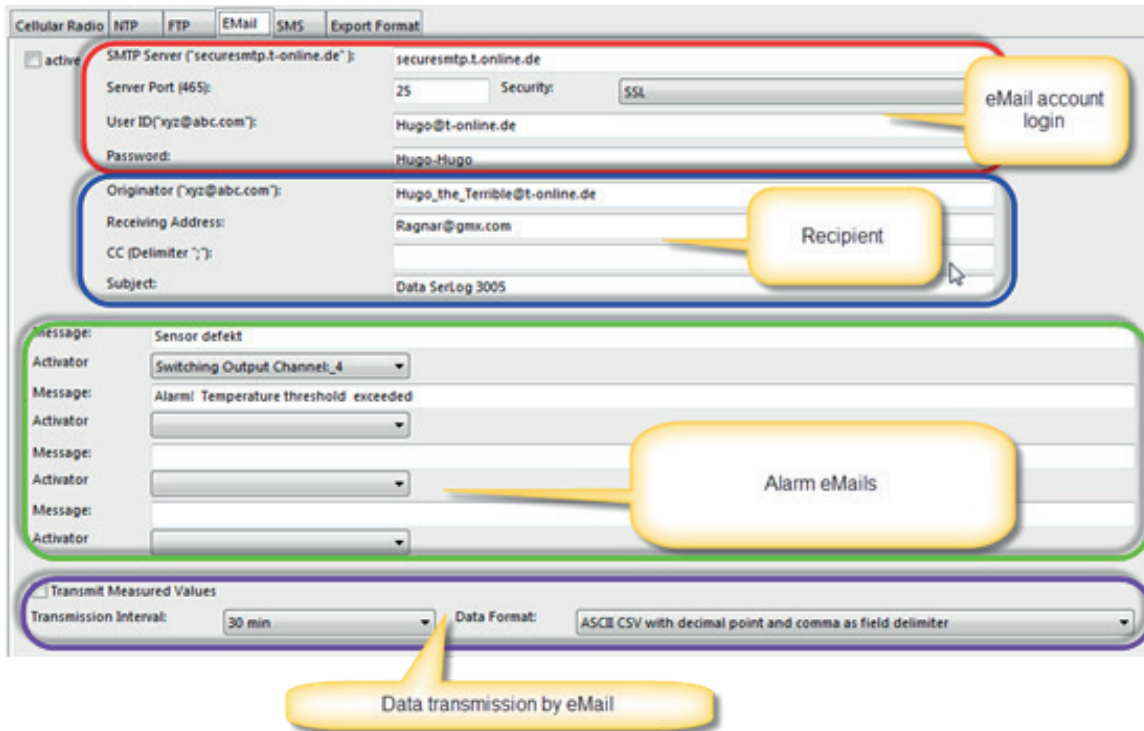 Cellular Radio NTP FTP EMail SMS Export Format
active SMTP Server ("securesmtp.t-online.de" ): securesmtp.t.online.de
Server Port (465): 25 Security: SSL
eMail account
login
User ID("xyz@abc.com"): Hugo@t-online.de
Password: Hugo-Hugo
Originator ("xyz@abc.com"): Hugo_the_Terrible@t-online.de
Receiving Address: Ragnar@gmx.com
Recipient
CC (Delimiter ";"):
Subject: Data SerLog 3005
Message: Sensor defekt
Activator Switching Output Channel:_4
Message: Alarm! Temperature threshold exceeded
Activator
Message:
Activator
Alarm eMails
Message:
Activator
Transmit Measured Values
Transmission Interval: 30 min Data Format: ASCII CSV with decimal point and comma as field delimiter
Data transmission by eMail